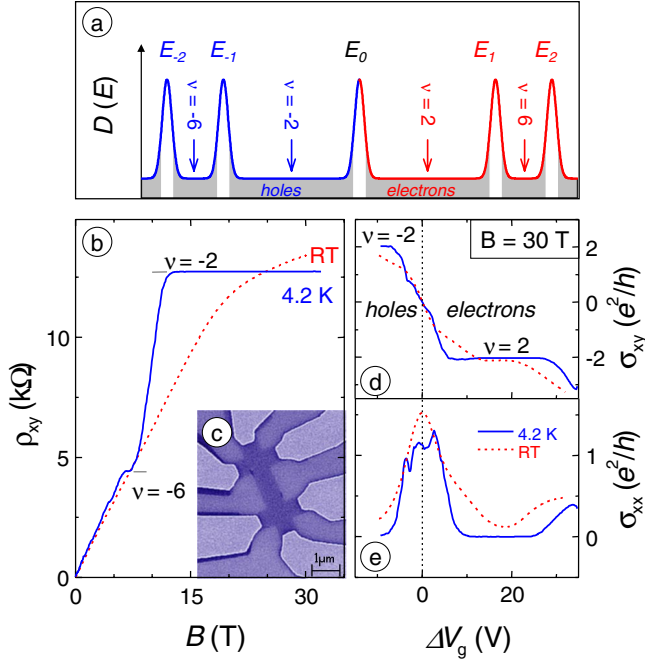 a
E-2 E-1 E0 E1 E2
D (E)
ν = -6
ν = -2
ν = 2
ν = 6
holes
electrons
b
ν = -2
RT
4.2 K
10
5
0
ρxy (kΩ)
ν = -6
c
1μm
0 15 30
B (T)
ν = -2
B = 30 T
holes electrons
ν = 2
d
2
0
-2
σxy (e²/h)
4.2 K
RT
e
1
0
σxx (e²/h)
0 20
ΔVg (V)